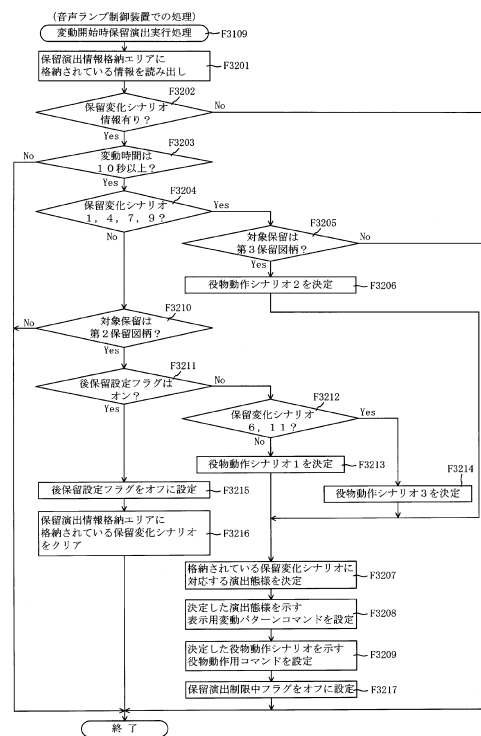 (音声ランプ制御装置での処理)
変動開始時保留演出実行処理
F3109
保留演出情報格納エリアに
格納されている情報を読み出し
F3201
F3202
保留変化シナリオ
情報有り?
No
Yes
F3203
No
変動時間は
10秒以上?
Yes
F3204
保留変化シナリオ
1,4,7,9?
Yes
No
F3205
対象保留は
第3保留図柄?
No
Yes
役物動作シナリオ2を決定
F3206
F3210
No
対象保留は
第2保留図柄?
Yes
F3211
後保留設定フラグは
オン?
No
Yes
F3212
保留変化シナリオ
6,11?
Yes
No
役物動作シナリオ1を決定
F3213
F3214
役物動作シナリオ3を決定
後保留設定フラグをオフに設定
F3215
保留演出情報格納エリアに
格納されている保留変化シナリオ
をクリア
F3216
格納されている保留変化シナリオに
対応する演出態様を決定
F3207
決定した演出態様を示す
表示用変動パターンコマンドを設定
F3208
決定した役物動作シナリオを示す
役物動作用コマンドを設定
F3209
保留演出制限中フラグをオフに設定
F3217
終了